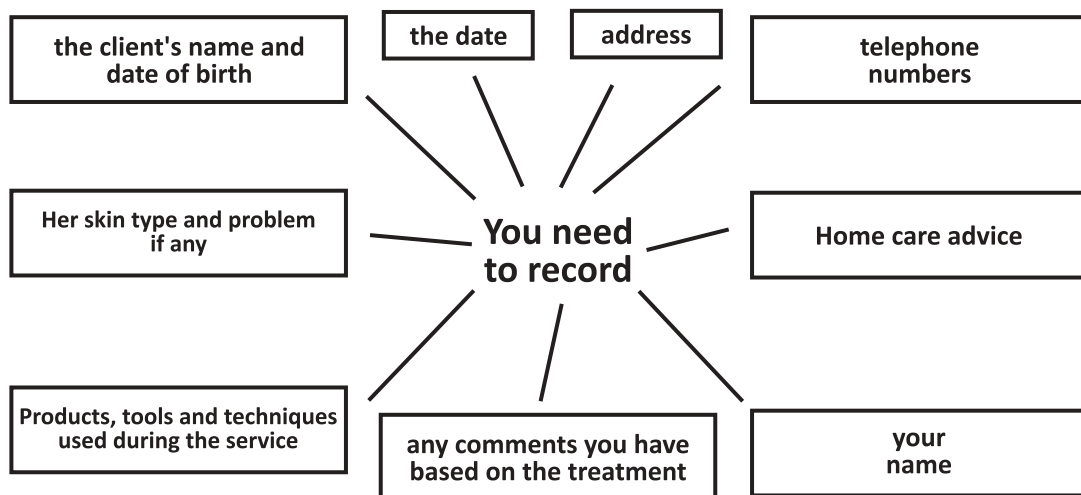 the client's name and
date of birth
the date
address
telephone
numbers
Her skin type and problem
if any
You need
to record
Home care advice
Products, tools and techniques
used during the service
any comments you have
based on the treatment
your
name